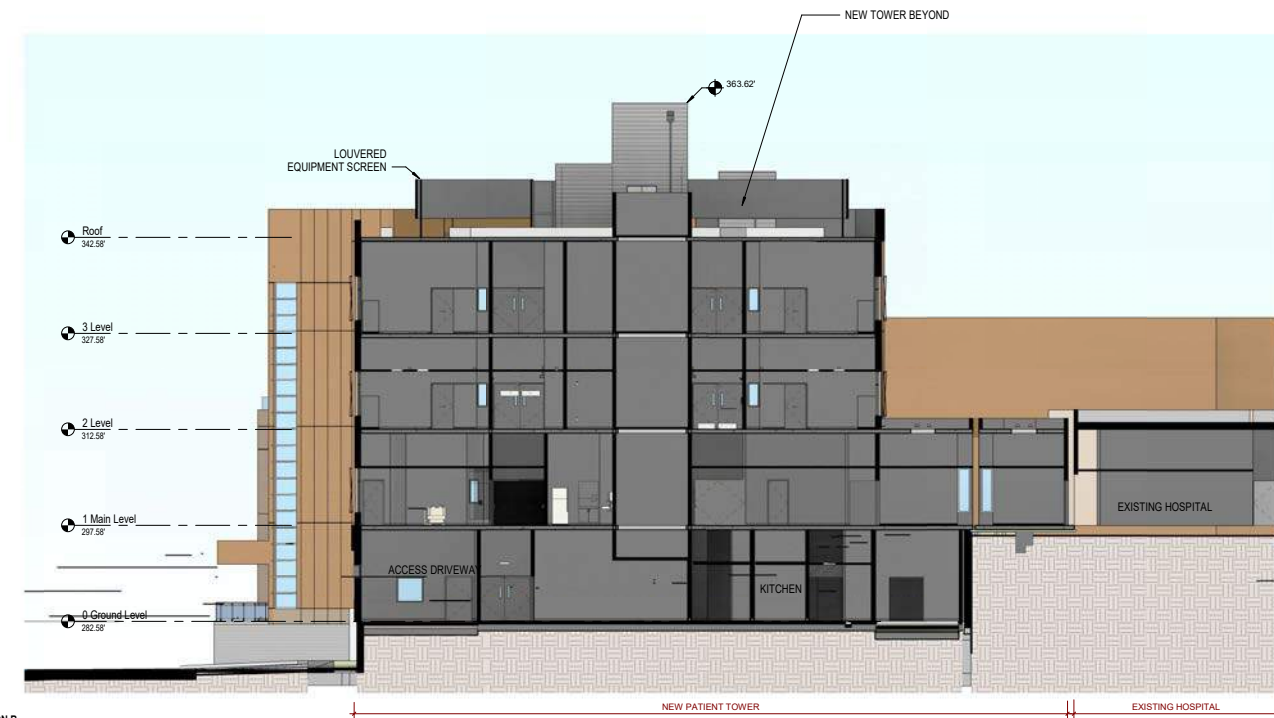 NEW TOWER BEYOND
363.62'
LOUVERED
EQUIPMENT SCREEN
Roof
342.58'
3 Level
327.58'
2 Level
312.58'
1 Main Level
297.58'
EXISTING HOSPITAL
ACCESS DRIVEWAY
KITCHEN
0 Ground Level
282.58'
NEW PATIENT TOWER
EXISTING HOSPITAL